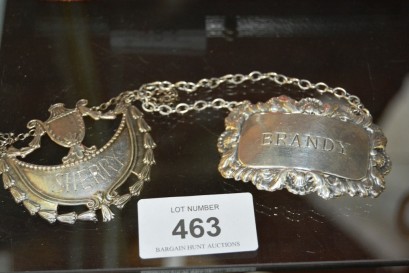 SHERRY
BRANDY
LOT NUMBER
463
BARGAIN HUNT AUCTIONS